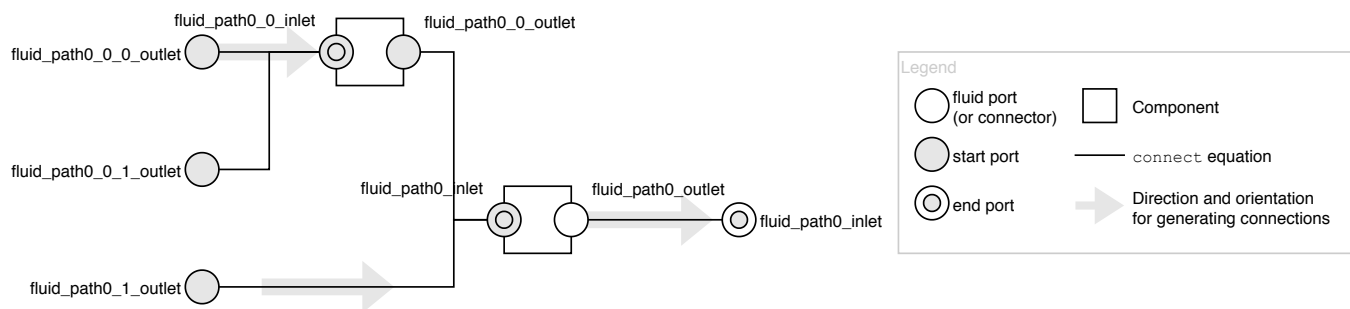 fluid_path0_0_inlet
fluid_path0_0_outlet
fluid_path0_0_0_outlet
fluid_path0_0_1_outlet
fluid_path0_inlet
fluid_path0_outlet
fluid_path0_inlet
fluid_path0_1_outlet
Legend
fluid port
(or connector)
Component
start port
connect equation
end port
Direction and orientation
for generating connections